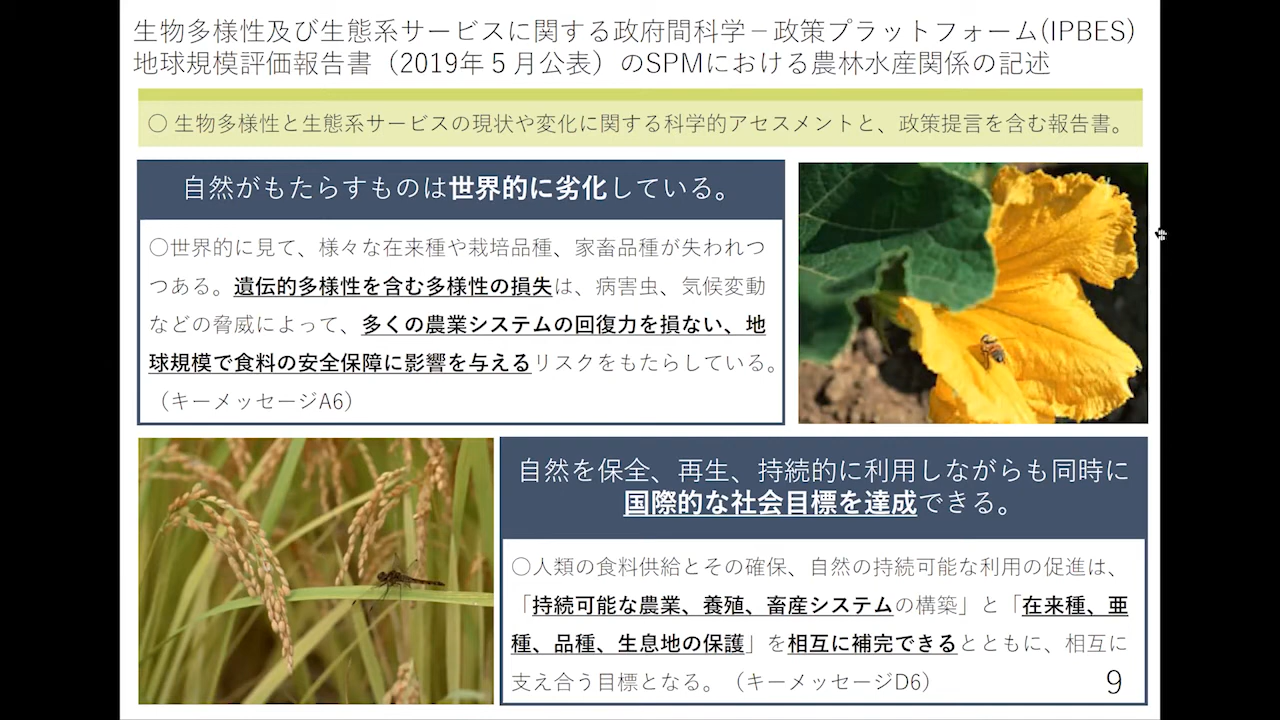 生物多様性及び生態系サービスに関する政府間科学－政策プラットフォーム(IPBES)
地球規模評価報告書（2019年５月公表）のSPMにおける農林水産関係の記述
○ 生物多様性と生態系サービスの現状や変化に関する科学的アセスメントと、政策提言を含む報告書。
自然がもたらすものは世界的に劣化している。
○世界的に見て、様々な在来種や栽培品種、家畜品種が失われつ
つある。遺伝的多様性を含む多様性の損失は、病害虫、気候変動
などの脅威によって、多くの農業システムの回復力を損ない、地
球規模で食料の安全保障に影響を与えるリスクをもたらしている。
（キーメッセージA6）
自然を保全、再生、持続的に利用しながらも同時に
国際的な社会目標を達成できる。
○人類の食料供給とその確保、自然の持続可能な利用の促進は、
「持続可能な農業、養殖、畜産システムの構築」と「在来種、亜
種、品種、生息地の保護」を相互に補完できるとともに、相互に
支え合う目標となる。（キーメッセージD6）
9